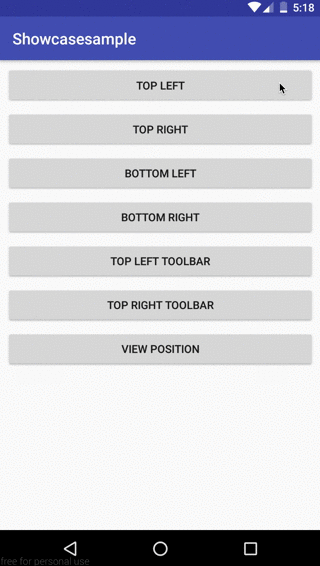 5:18
Showcasesample
TOP LEFT
TOP RIGHT
BOTTOM LEFT
BOTTOM RIGHT
TOP LEFT TOOLBAR
TOP RIGHT TOOLBAR
VIEW POSITION
free for personal use